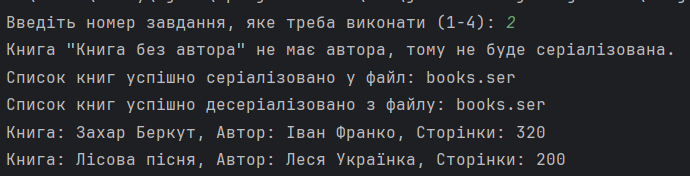 Введіть номер завдання, яке треба виконати (1-4): 2
Книга "Книга без автора" не має автора, тому не буде серіалізована.
Список книг успішно серіалізовано у файл: books.ser
Список книг успішно десеріалізовано з файлу: books.ser
Книга: Захар Беркут, Автор: Іван Франко, Сторінки: 320
Книга: Лісова пісня, Автор: Леся Українка, Сторінки: 200